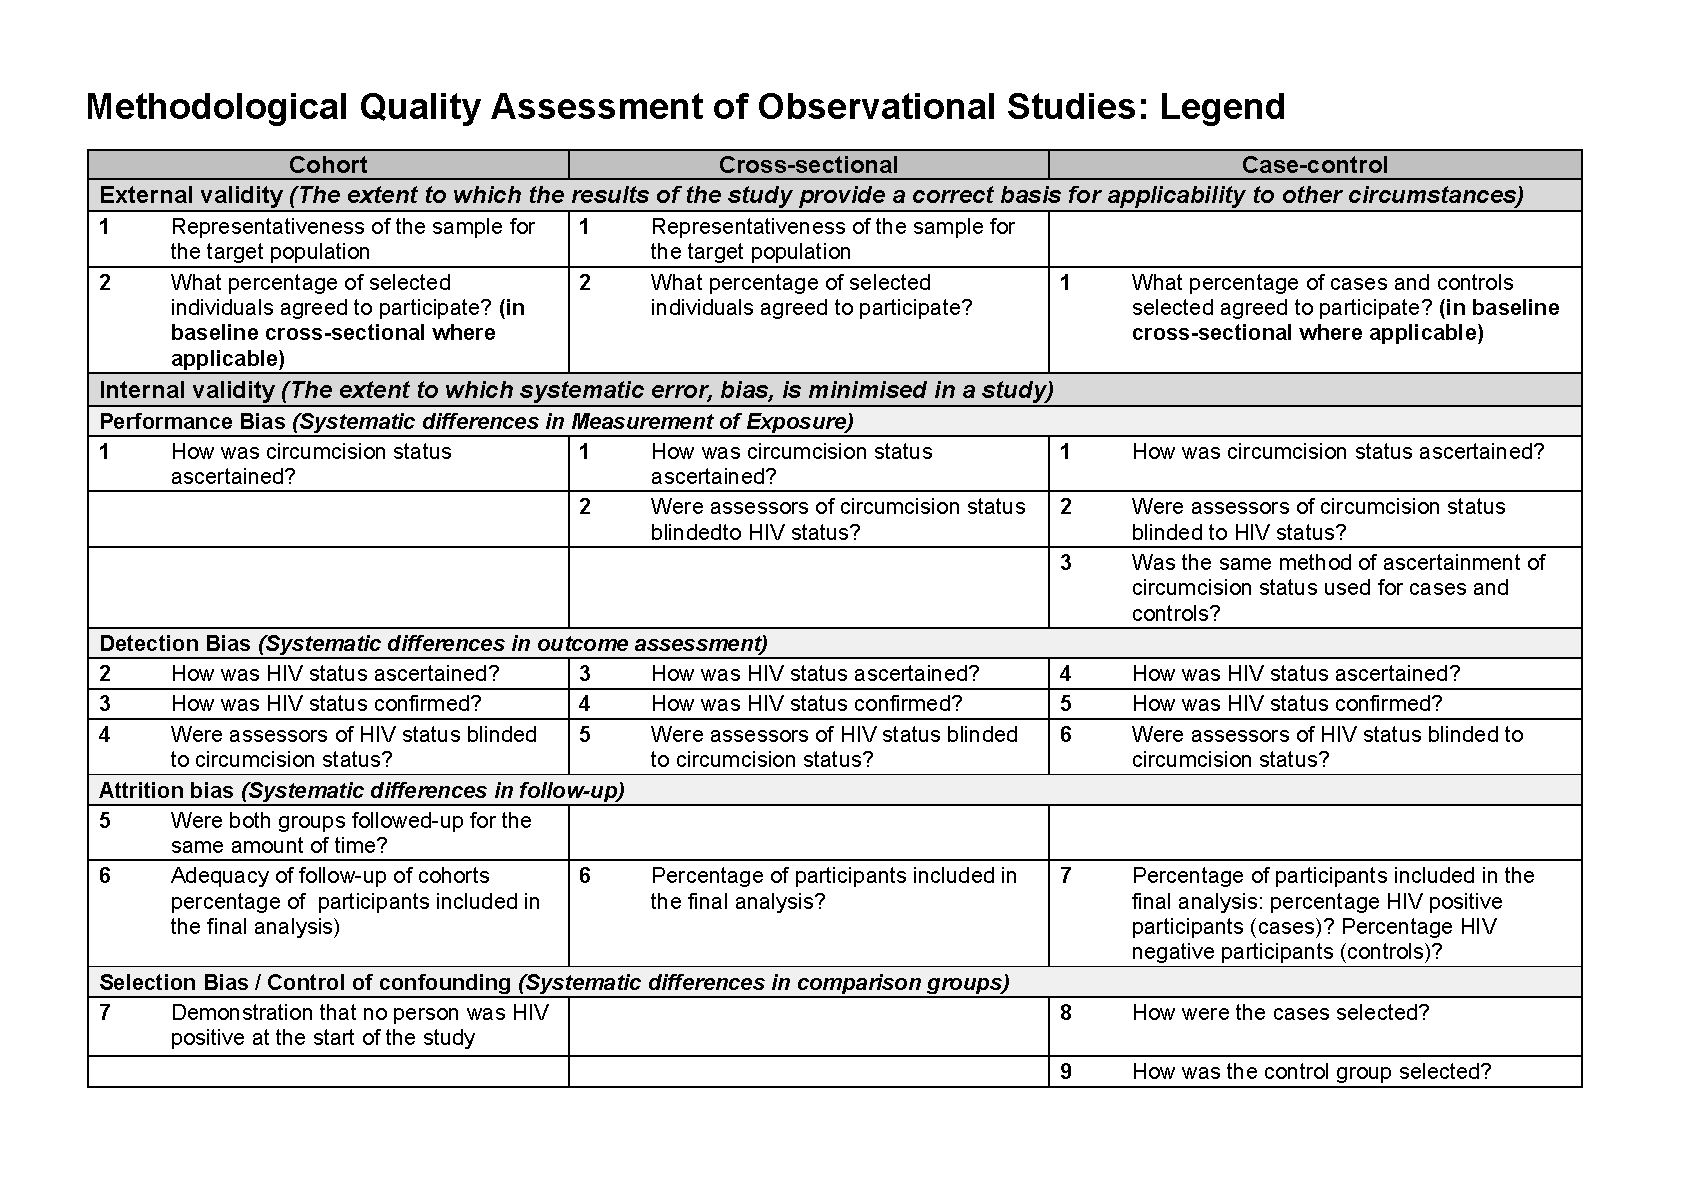 Methodological Quality Assessment of Observational Studies: Legend
Cohort Cross-sectional Case-control
External validity (The extent to which the results of the study provide a correct basis for applicability to other circumstances)
1 Representativeness of the sample for the target population
1 Representativeness of the sample for the target population
2 What percentage of selected individuals agreed to participate? (in baseline cross-sectional where applicable)
2 What percentage of selected individuals agreed to participate?
1 What percentage of cases and controls selected agreed to participate? (in baseline cross-sectional where applicable)
Internal validity (The extent to which systematic error, bias, is minimised in a study)
Performance Bias (Systematic differences in Measurement of Exposure)
1 How was circumcision status ascertained?
1 How was circumcision status ascertained?
1 How was circumcision status ascertained?
2 Were assessors of circumcision status blindedto HIV status?
2 Were assessors of circumcision status blinded to HIV status?
3 Was the same method of ascertainment of circumcision status used for cases and controls?
Detection Bias (Systematic differences in outcome assessment)
2 How was HIV status ascertained?
3 How was HIV status ascertained?
4 How was HIV status ascertained?
3 How was HIV status confirmed?
4 How was HIV status confirmed?
5 How was HIV status confirmed?
4 Were assessors of HIV status blinded to circumcision status?
5 Were assessors of HIV status blinded to circumcision status?
6 Were assessors of HIV status blinded to circumcision status?
Attrition bias (Systematic differences in follow-up)
5 Were both groups followed-up for the same amount of time?
6 Adequacy of follow-up of cohorts percentage of participants included in the final analysis)
6 Percentage of participants included in the final analysis?
7 Percentage of participants included in the final analysis: percentage HIV positive participants (cases)? Percentage HIV negative participants (controls)?
Selection Bias / Control of confounding (Systematic differences in comparison groups)
7 Demonstration that no person was HIV positive at the start of the study
8 How were the cases selected?
9 How was the control group selected?